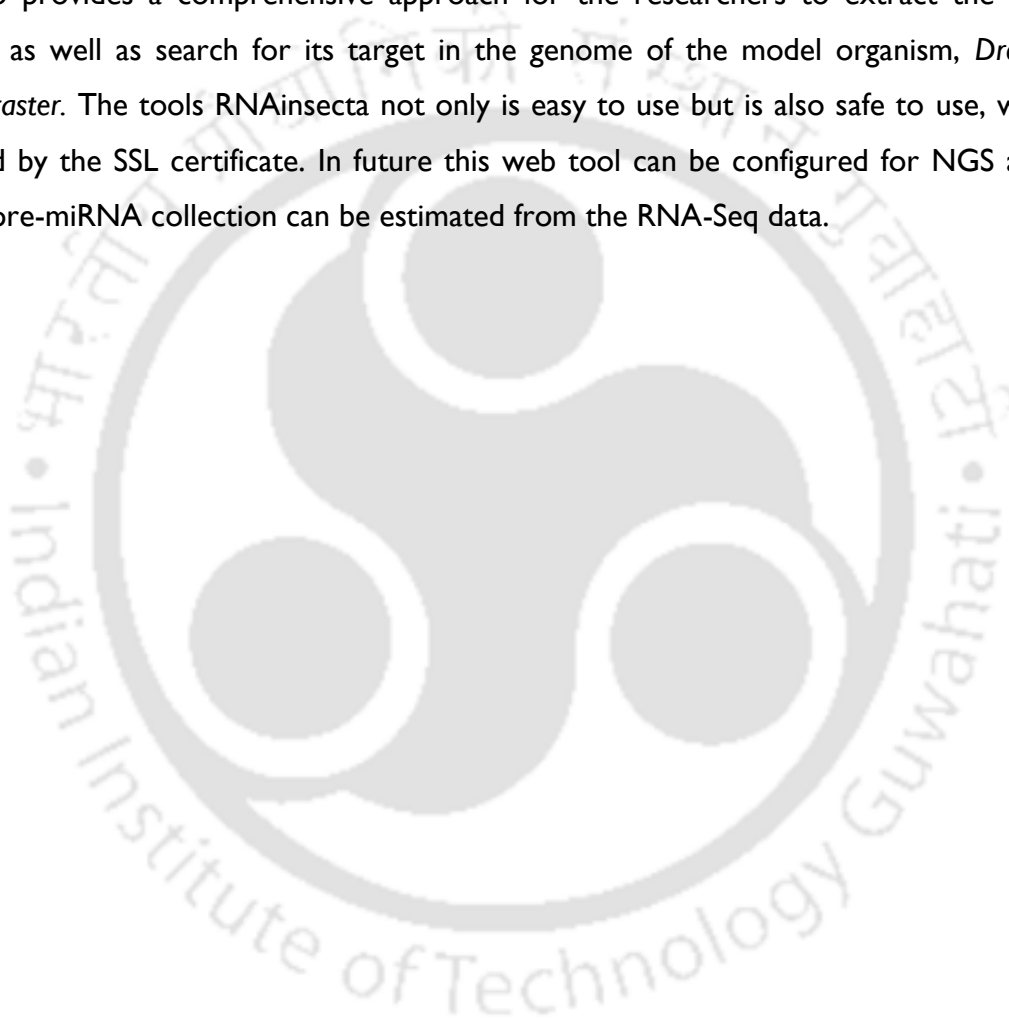 provides a comprehensive approach for the researchers to extract the
as well as search for its target in the genome of the model organism,
The tools RNAinsecta not only is easy to use but is also safe to use,
by the SSL certificate. In future this web tool can be configured for NGS
pre-miRNA collection can be estimated from the RNA-Seq data.
भारतीय प्रौद्योगिकी संस्थान गुवाहाटी
• Indian Institute of Technology Guwahati •